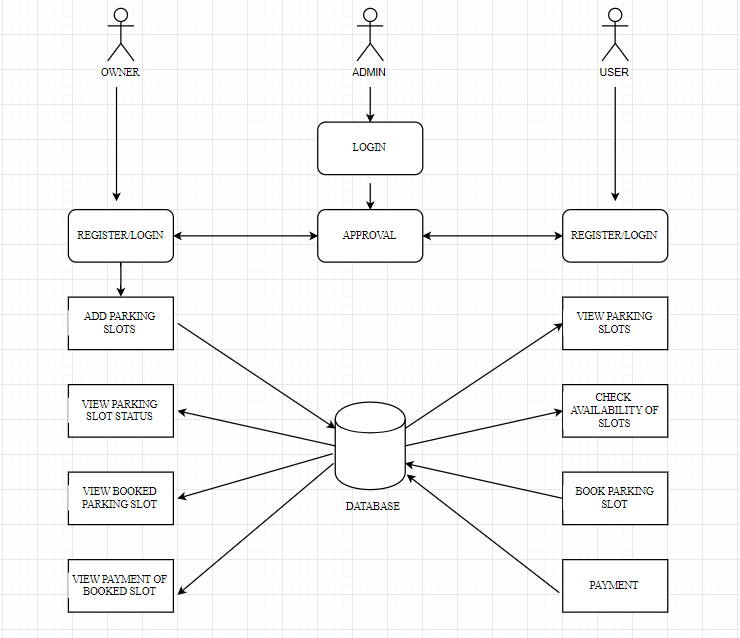 OWNER
ADMIN
USER
LOGIN
REGISTER/LOGIN
APPROVAL
REGISTER/LOGIN
ADD PARKING
SLOTS
VIEW PARKING
SLOTS
VIEW PARKING
SLOT STATUS
CHECK
AVAILABILITY OF
SLOTS
VIEW BOOKED
PARKING SLOT
DATABASE
BOOK PARKING
SLOT
VIEW PAYMENT OF
BOOKED SLOT
PAYMENT